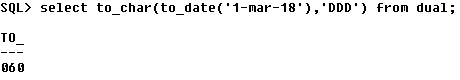 SQL> select to_char(to_date('1-mar-18'),'DDD') from dual;
TO_
---
060